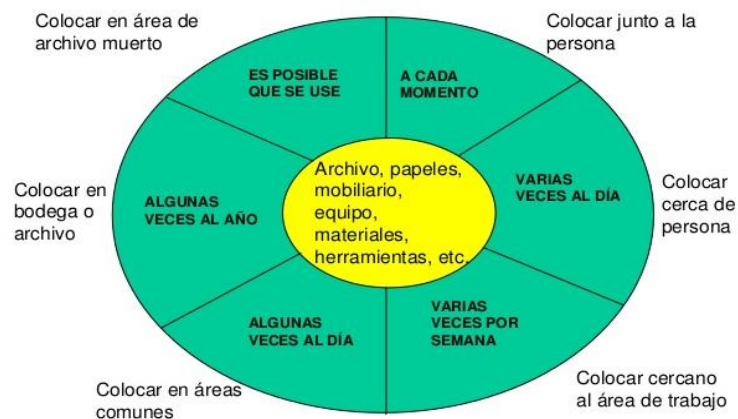 Colocar en área de
archivo muerto
Colocar junto a la
persona
ES POSIBLE
QUE SE USE
A CADA
MOMENTO
Archivo, papeles,
mobiliario,
equipo,
materiales,
herramientas, etc.
ALGUNAS
VECES AL AÑO
VARIAS
VECES AL DÍA
Colocar en
bodega o
archivo
Colocar
cerca de
persona
ALGUNAS
VECES AL DÍA
VARIAS
VECES POR
SEMANA
Colocar en áreas
comunes
Colocar cercano
al área de trabajo